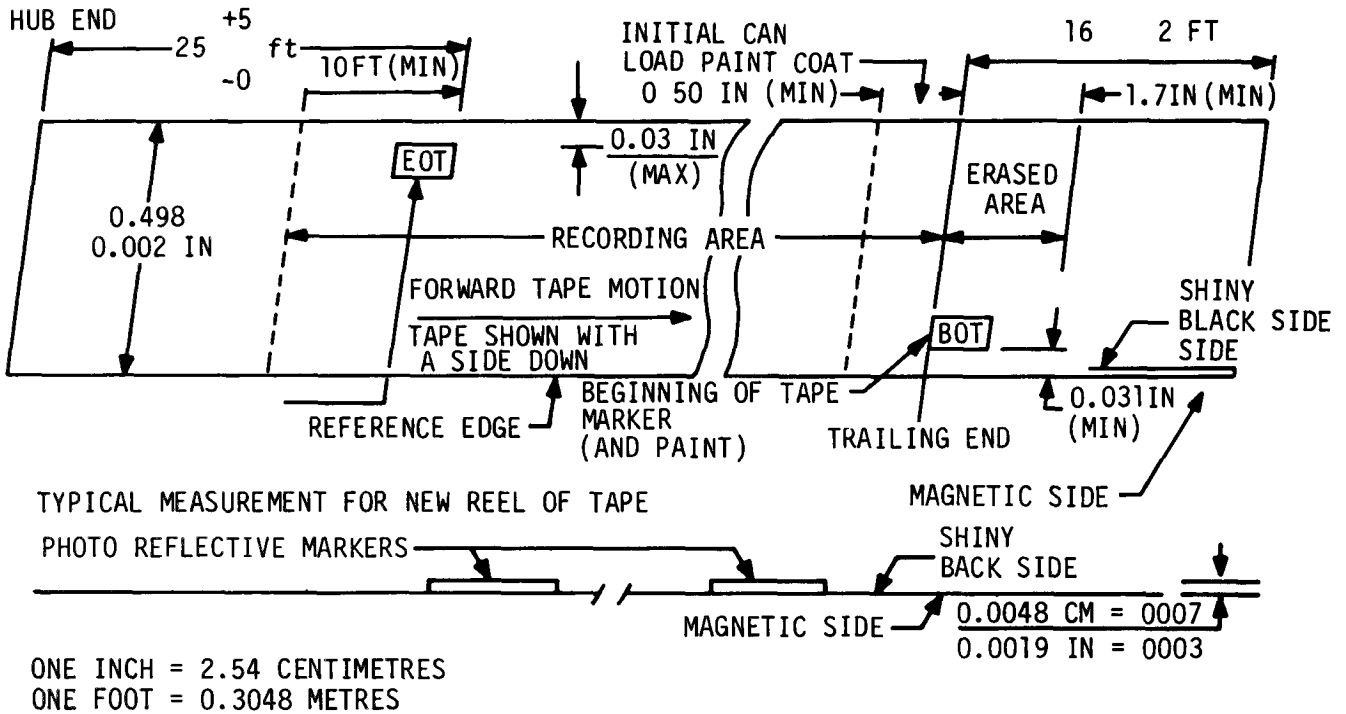 HUB END
+5
25 ft
-0
10FT(MIN)
INITIAL CAN
LOAD PAINT COAT
0 50 IN (MIN)
16 2 FT
1.7IN(MIN)
0.03 IN
(MAX)
EOT
ERASED
AREA
0.498
0.002 IN
RECORDING AREA
FORWARD TAPE MOTION
TAPE SHOWN WITH
A SIDE DOWN
BOT
SHINY
BLACK SIDE
SIDE
BEGINNING OF TAPE
MARKER
(AND PAINT)
0.031IN
(MIN)
REFERENCE EDGE
TRAILING END
MAGNETIC SIDE
TYPICAL MEASUREMENT FOR NEW REEL OF TAPE
PHOTO REFLECTIVE MARKERS
SHINY
BACK SIDE
MAGNETIC SIDE
0.0048 CM = 0007
0.0019 IN = 0003
ONE INCH = 2.54 CENTIMETRES
ONE FOOT = 0.3048 METRES